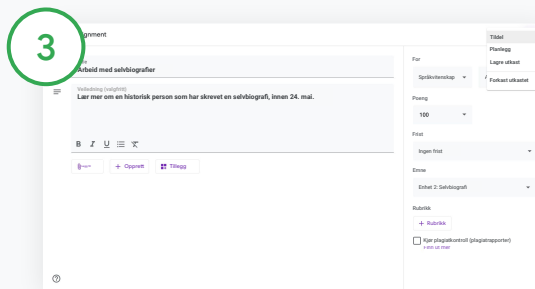 3
gnment
Tildel
Planlegg
Lagre utkast
Forkast utkastet
Arbeid med selvbiografier
Veiledning (valgfritt)
Lær mer om en historisk person som har skrevet en selvbiografi, innen 24. mai.
B I U
+ Opprett
Tillegg
For
Språkvitenskap
Poeng
100
Frist
Ingen frist
Emne
Enhet 2: Selvbiografi
Rubrikk
+ Rubrikk
Kjør plagiatkontroll (plagiatrapporter)